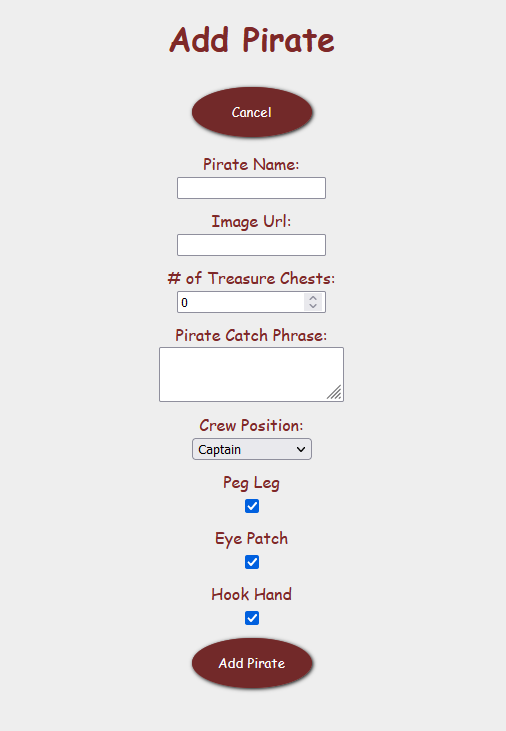 Add Pirate
Cancel
Pirate Name:
Image Url:
# of Treasure Chests:
0
Pirate Catch Phrase:
Crew Position:
Captain
Peg Leg
Eye Patch
Hook Hand
Add Pirate